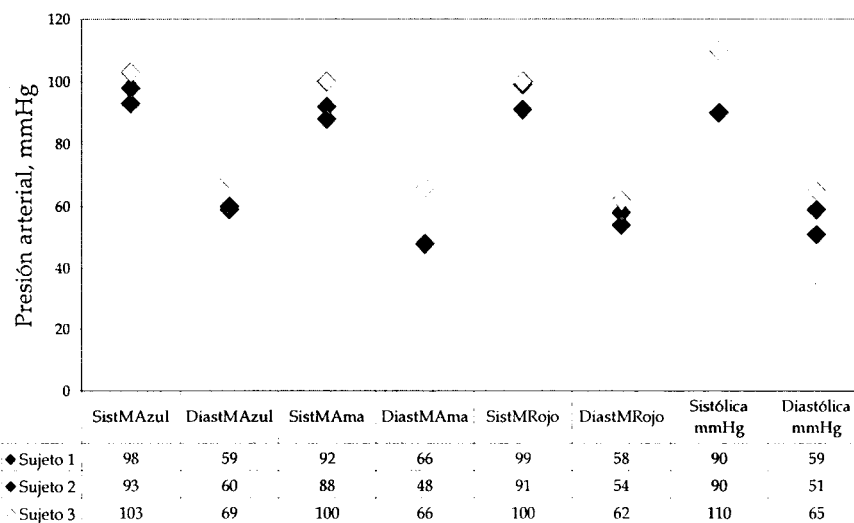 120
100
80
60
40
20
0
Presión arterial, mmHg
SistMAzul DiastMAzul SistMAma DiastMAma SistMRojo DiastMRojo Sistólica mmHg Diastólica mmHg
Sujeto 1 98 59 92 66 99 58 90 59
Sujeto 2 93 60 88 48 91 54 90 51
Sujeto 3 103 69 100 66 100 62 110 65